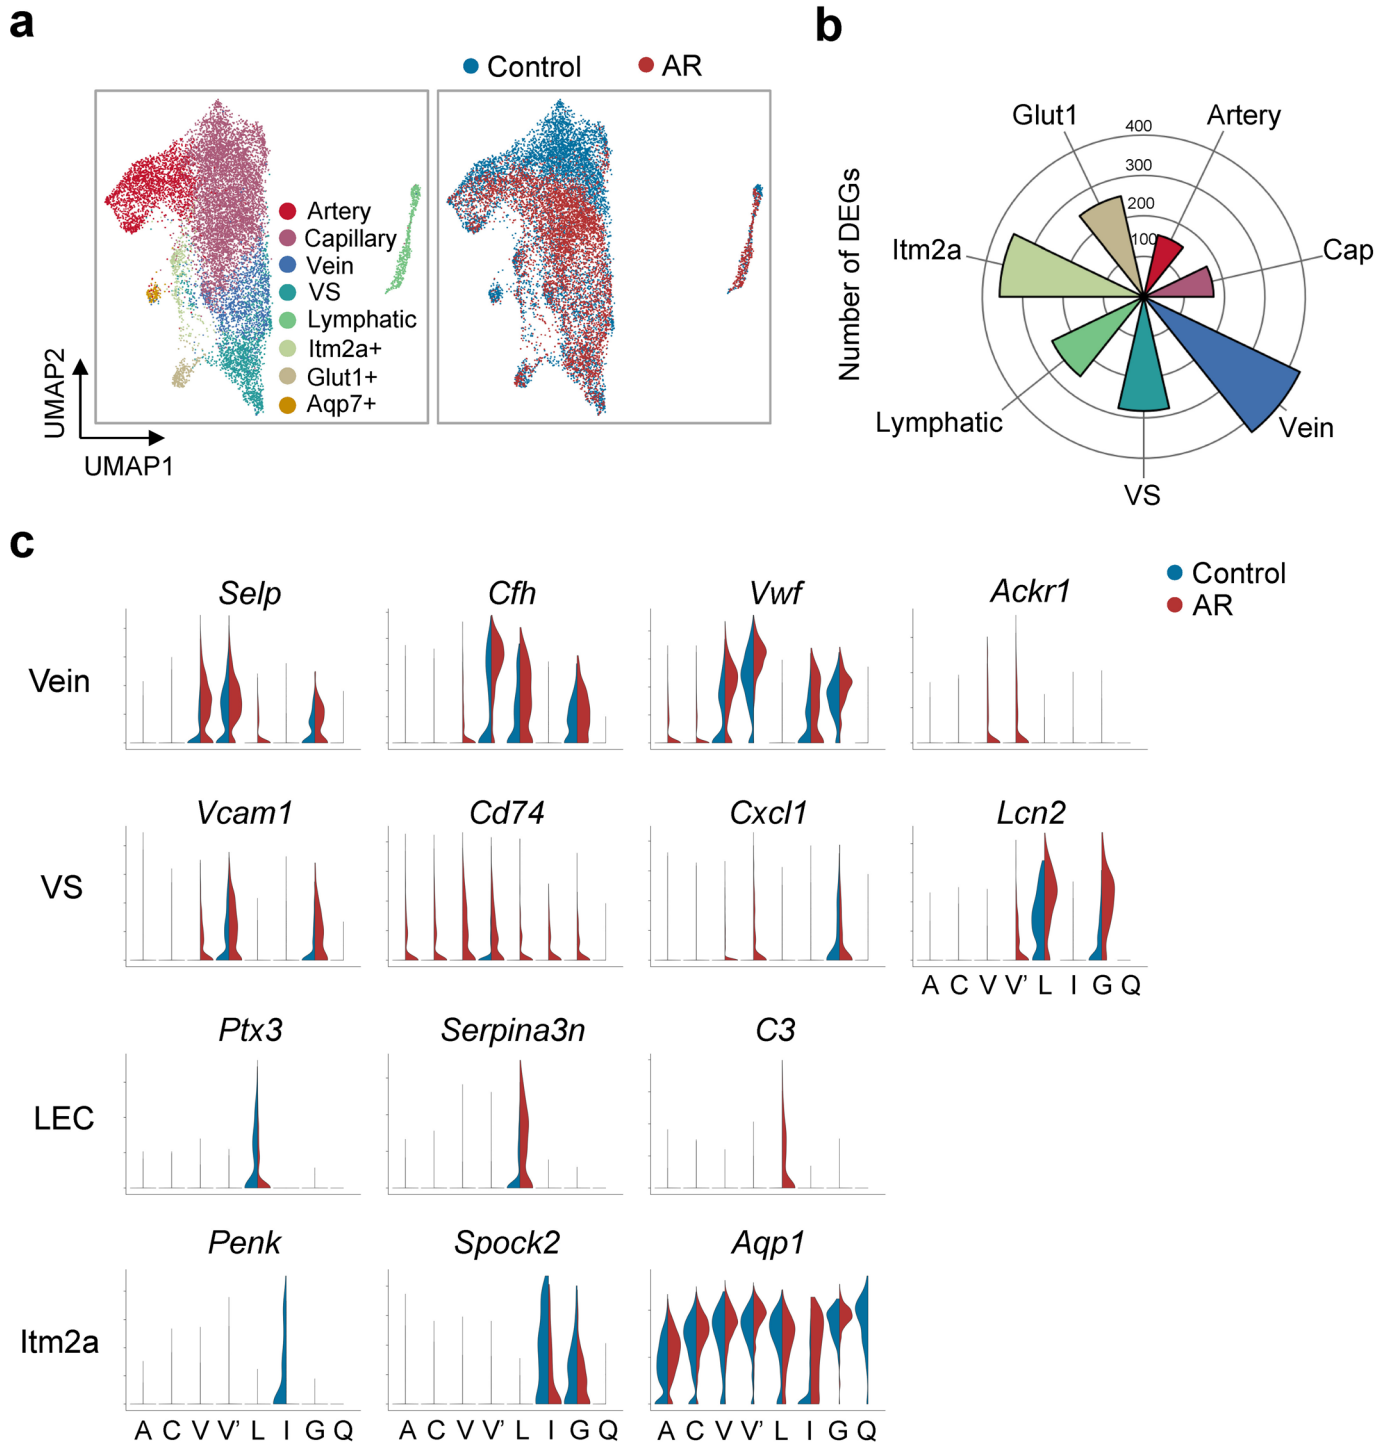 a
Control
AR
Artery
Capillary
Vein
VS
Lymphatic
Itm2a+
Glut1+
Aqp7+
UMAP2
UMAP1
b
Number of DEGs
400
300
200
100
Glut1
Artery
Itm2a
Cap
Lymphatic
Vein
VS
c
Control
AR
Vein
Selp
Cfh
Vwf
Ackr1
VS
Vcam1
Cd74
Cxcl1
Lcn2
A C V V’ L I G Q
LEC
Ptx3
Serpina3n
C3
Itm2a
Penk
Spock2
Aqp1
A C V V’ L I G Q
A C V V’ L I G Q
A C V V’ L I G Q